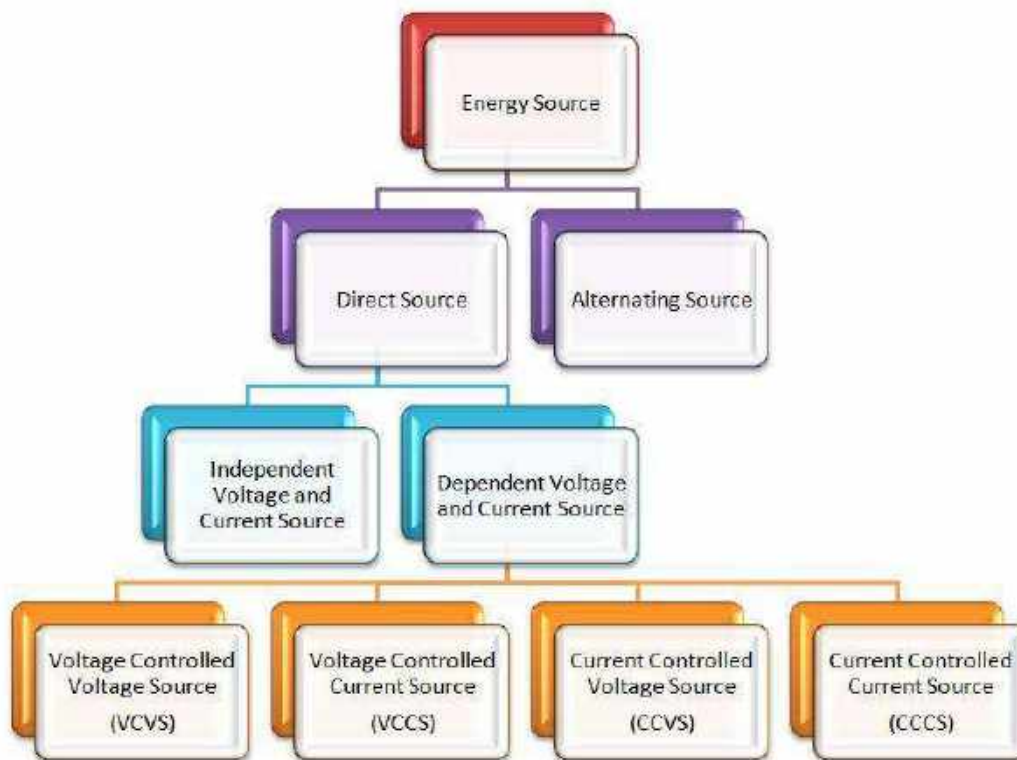 Energy Source
Direct Source
Alternating Source
Independent
Voltage and
Current Source
Dependent Voltage
and Current Source
Voltage Controlled
Voltage Source
(VCVS)
Voltage Controlled
Current Source
(VCCS)
Current Controlled
Voltage Source
(CCVS)
Current Controlled
Current Source
(CCCS)